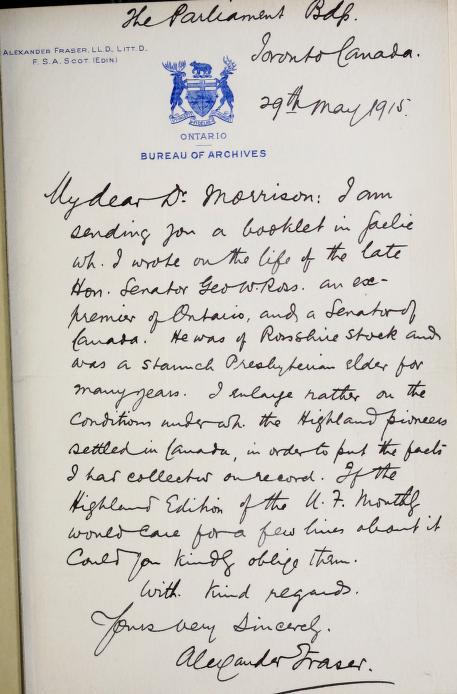 The Parliament Bdg.
ALEXANDER FRASER, LL.D., LITT.D.
F. S. A. SCOT. (EDIN)
Toronto Canada.
29th May 1915.
ONTARIO
BUREAU OF ARCHIVES
My dear Dr. Morrison: I am
sending you a booklet in Gaelic
wh. I wrote on the life of the late
Hon. Senator Geo W. Ross. an ex-
premier of Ontario, and a Senator of
Canada. He was of Rossshire stock and
was a staunch Presbyterian elder for
many years. I enlarge rather on the
conditions under wh. the Highland pioneers
settled in Canada, in order to put the facts
I had collected on record. If the
Highland Edition of the U. F. Monthly
would care for a few lines about it
Could you kindly oblige them.
With kind regards.
Yours very Sincerely.
Alexander Fraser.